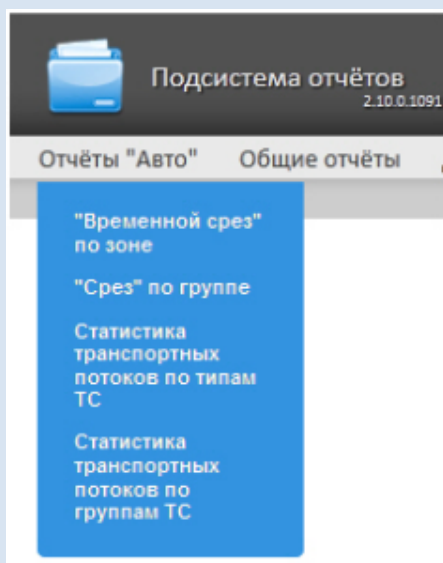 Подсистема отчётов
2.10.0.1091
Отчёты "Авто" Общие отчёты
"Временной срез"
по зоне
"Срез" по группе
Статистика
транспортных
потоков по типам
ТС
Статистика
транспортных
потоков по
группам ТС